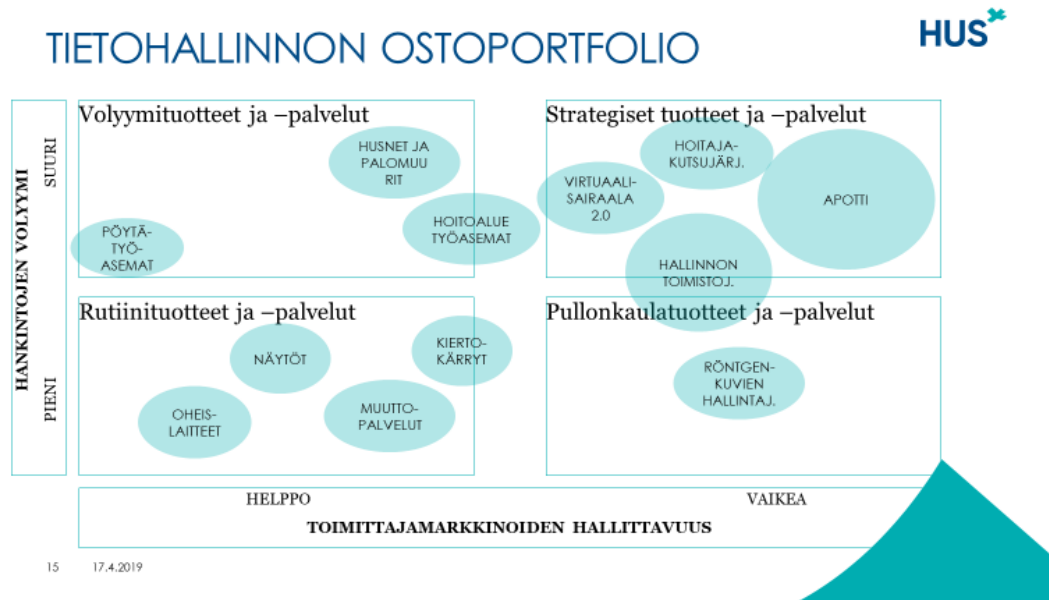 TIETOHALLINNON OSTOPORTFOLIO
HUS
HANKINTOJEN VOLYYMI
SUURI
PIENI
Volyymituotteet ja –palvelut
HUSNET JA
PALOMUU
RIT
HOITOALUE
TYÖASEMAT
PÖYTÄ-
TYÖ-
ASEMAT
Strategiset tuotteet ja –palvelut
HOITAJA-
KUTSUJÄRJ.
VIRTUAALI-
SAIRAALA
2.0
APOTTI
HALLINNON
TOIMISTOJ.
Rutiinituotteet ja –palvelut
NÄYTÖT
KIERTO-
KÄRRYT
OHEIS-
LAITTEET
MUUTTO-
PALVELUT
Pullonkaulatuotteet ja –palvelut
RÖNTGEN-
KUVIEN
HALLINTAJ.
HELPPO
VAIKEA
TOIMITTAJAMARKKINOIDEN HALLITTAVUUS
15
17.4.2019